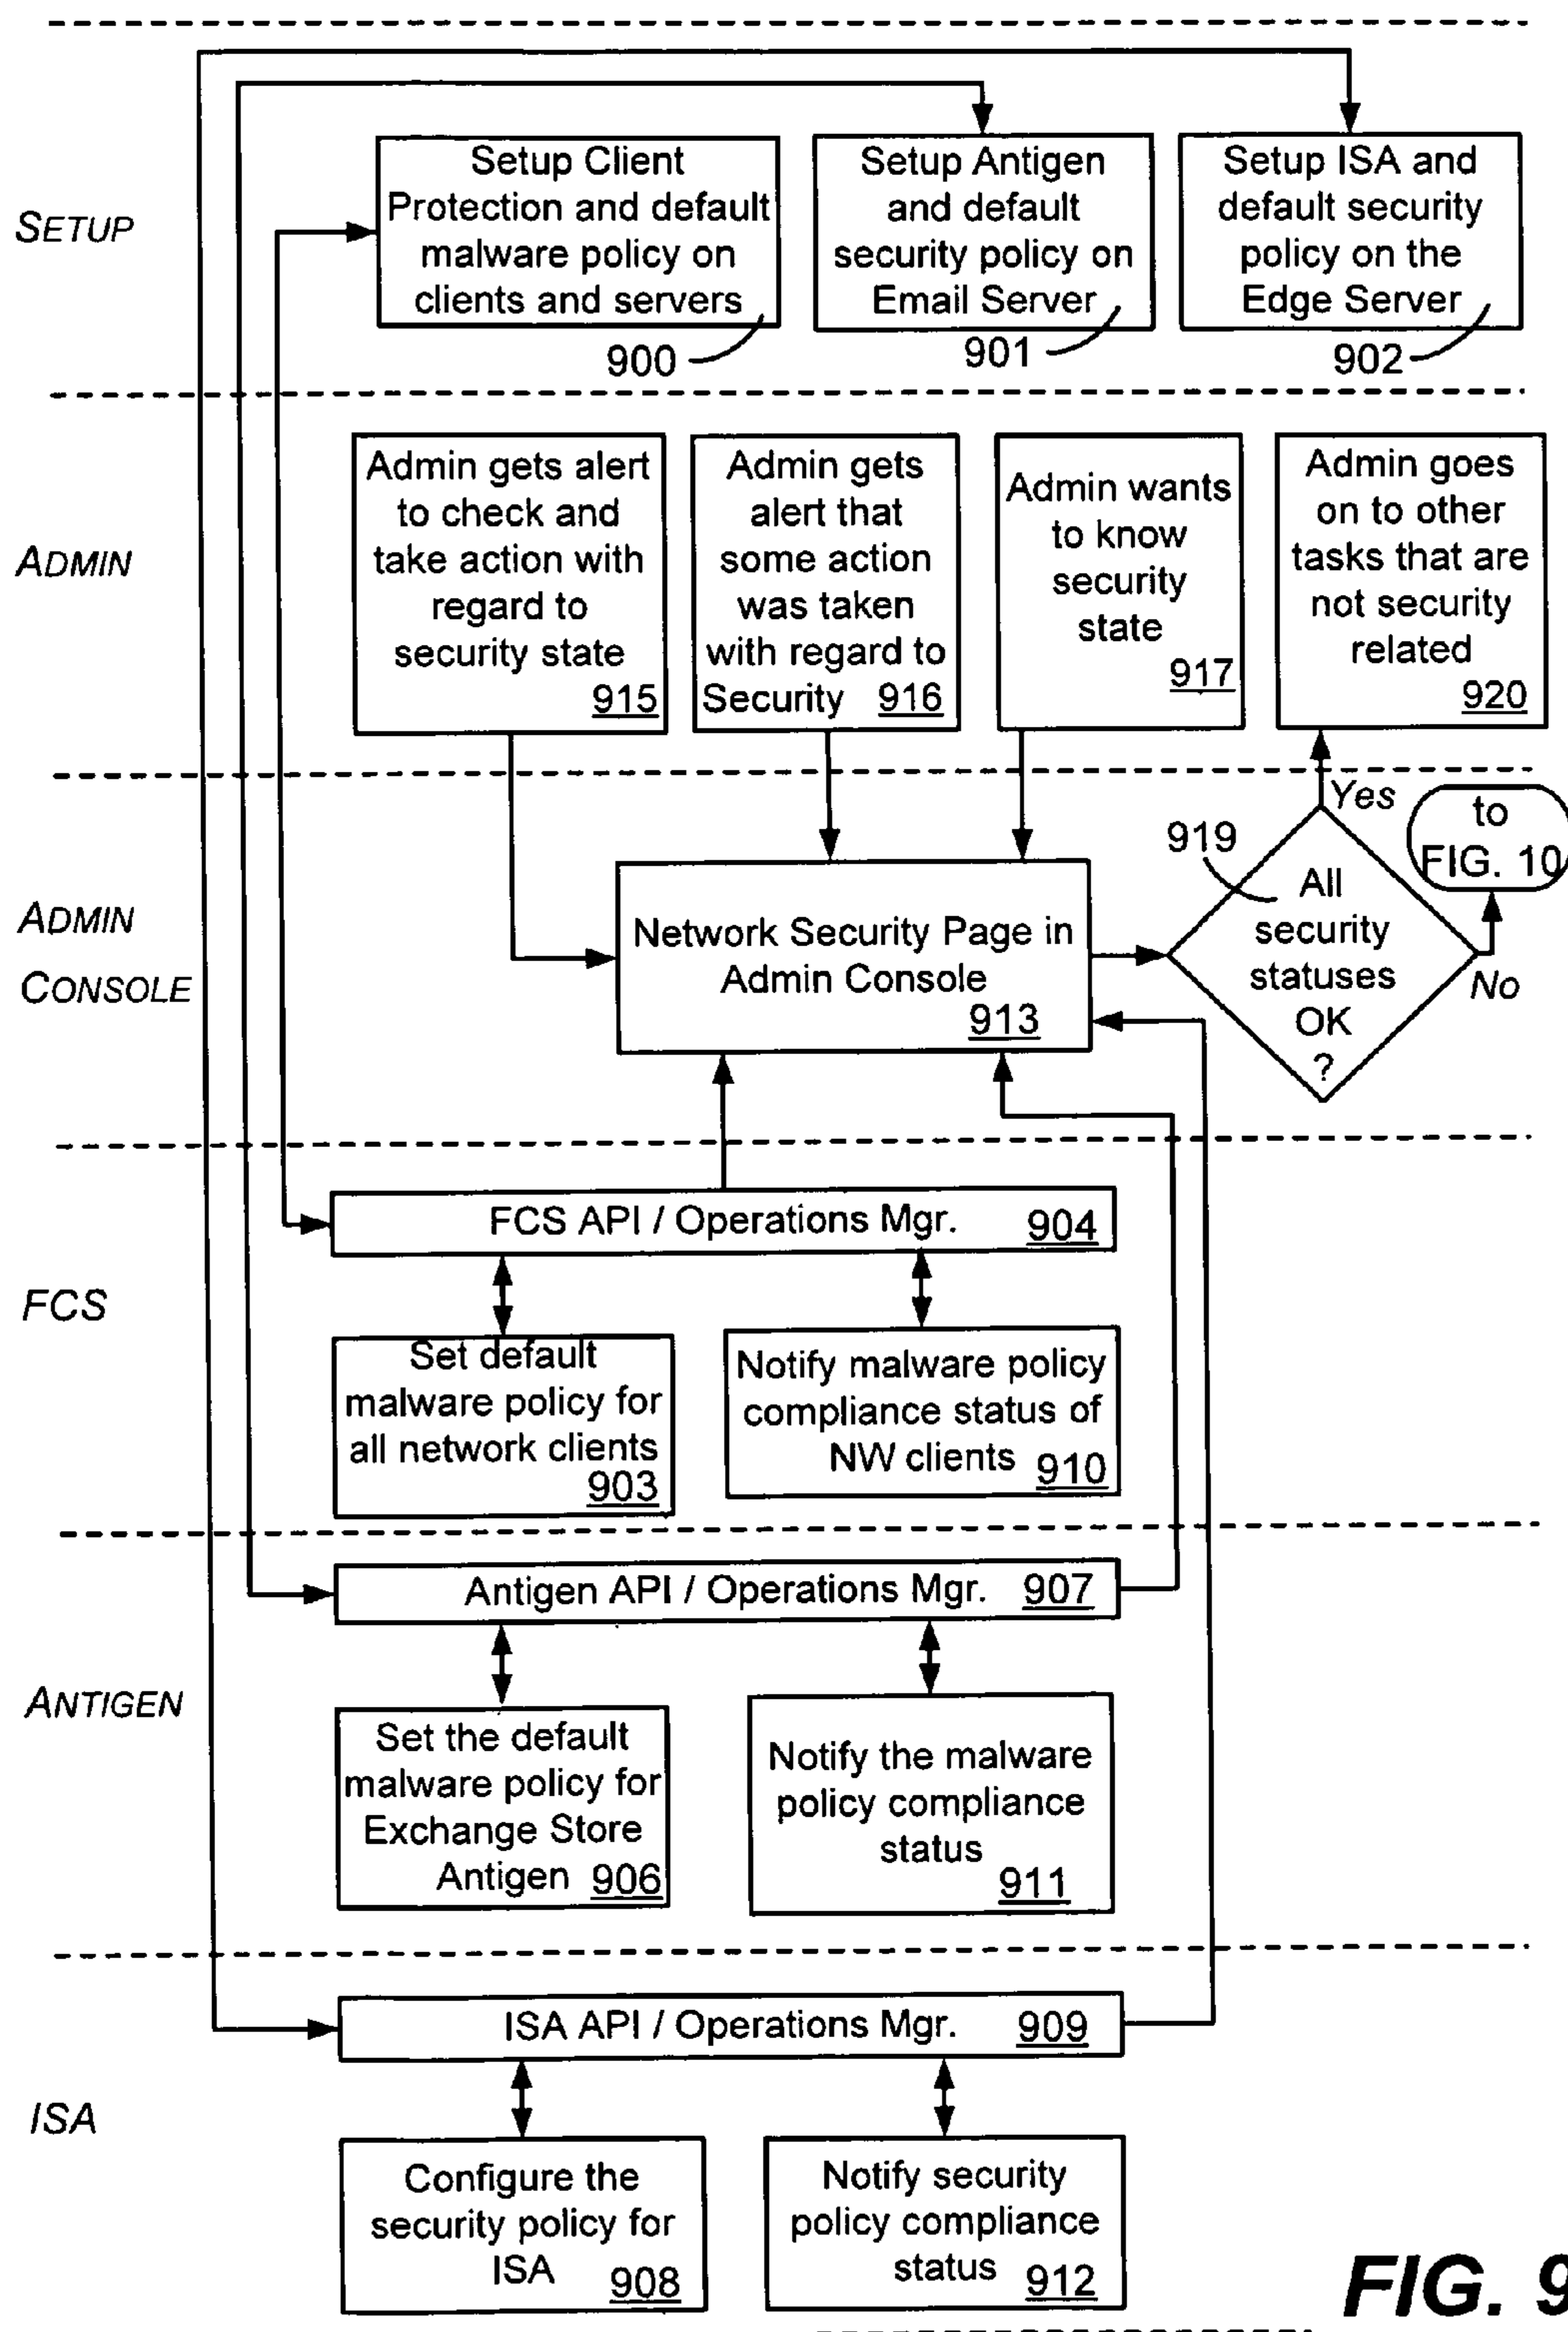 SETUP
Setup Client
Protection and default
malware policy on
clients and servers
900
Setup Antigen
and default
security policy on
Email Server
901
Setup ISA and
default security
policy on the
Edge Server
902
ADMIN
Admin gets alert
to check and
take action with
regard to
security state
915
Admin gets
alert that
some action
was taken
with regard to
Security 916
Admin wants
to know
security
state
917
Admin goes
on to other
tasks that are
not security
related
920
ADMIN
CONSOLE
Network Security Page in
Admin Console
913
919
All
security
statuses
OK
?
Yes
No
to
FIG. 10
FCS
FCS API / Operations Mgr. 904
Set default
malware policy for
all network clients
903
Notify malware policy
compliance status of
NW clients 910
ANTIGEN
Antigen API / Operations Mgr. 907
Set the default
malware policy for
Exchange Store
Antigen 906
Notify the malware
policy compliance
status
911
ISA
ISA API / Operations Mgr. 909
Configure the
security policy for
ISA 908
Notify security
policy compliance
status 912
FIG. 9